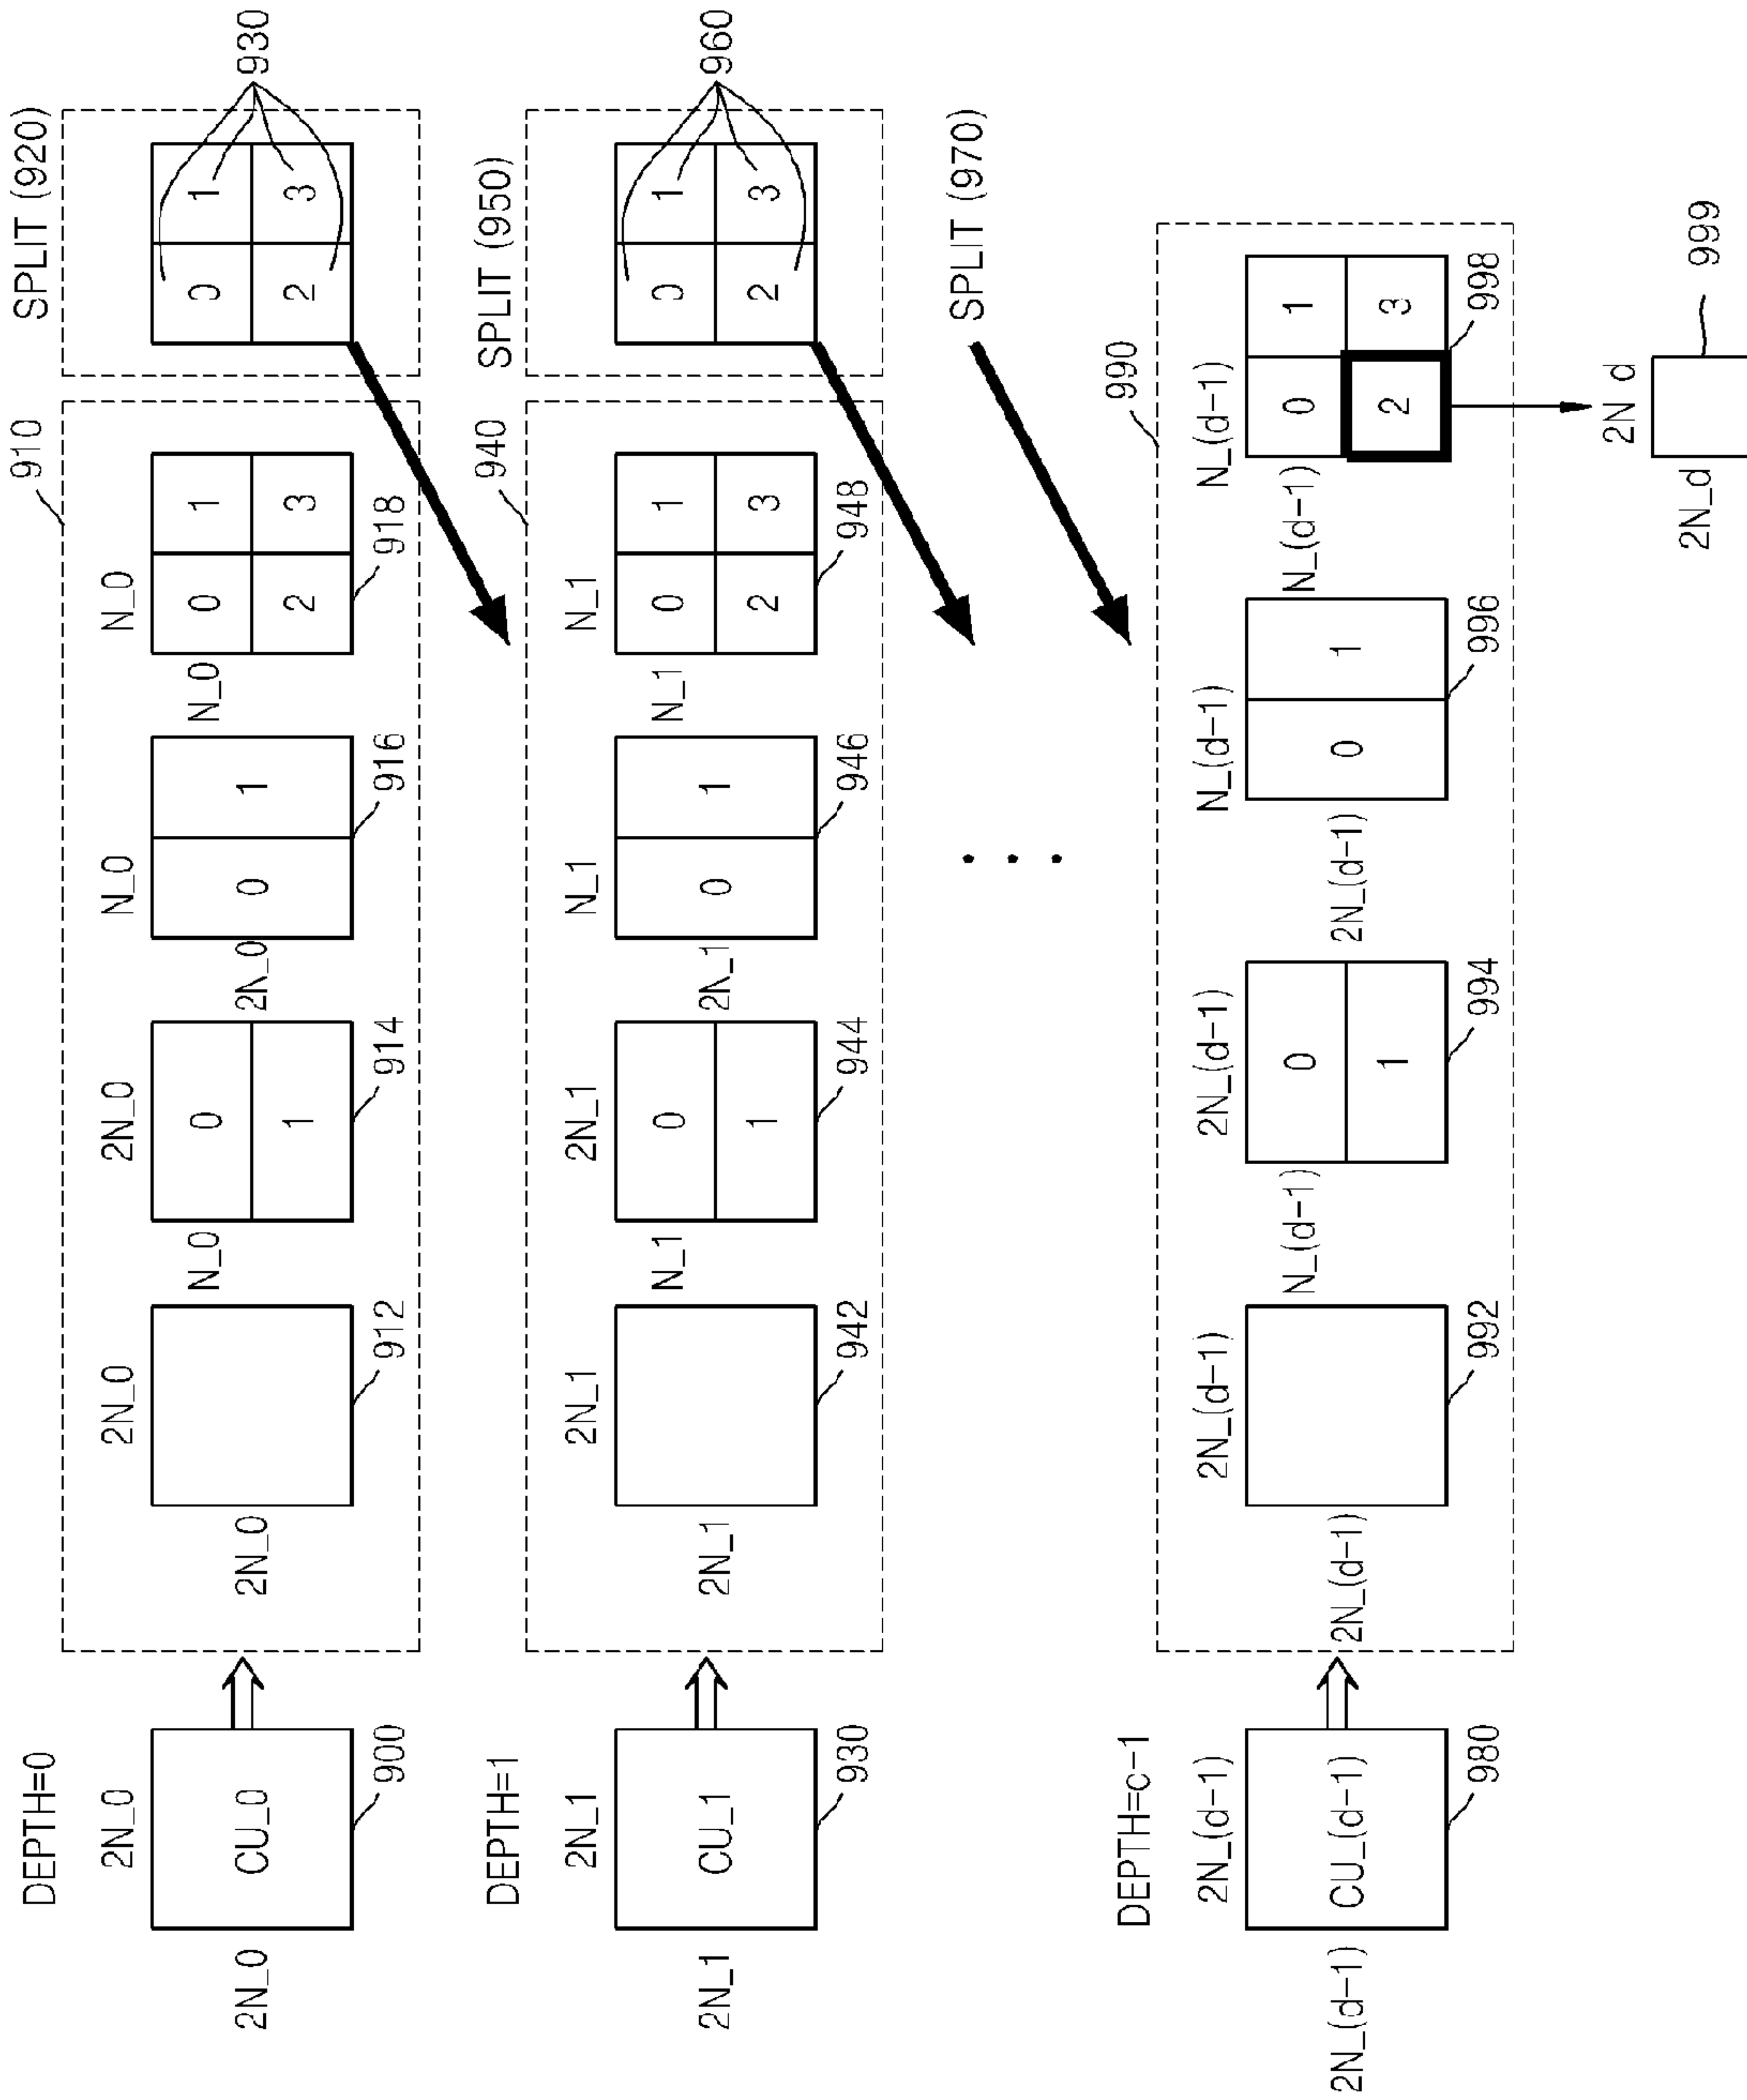 DEPTH=0
2N_0
2N_0
CU_0
900
910
2N_0
2N_0
912
2N_0
N_0
0
1
914
N_0
2N_0
0
1
916
N_0
N_0
0
1
2
3
918
SPLIT (920)
0
1
2
3
930
DEPTH=1
2N_1
2N_1
CU_1
930
940
2N_1
2N_1
942
2N_1
N_1
0
1
944
N_1
2N_1
0
1
946
N_1
N_1
0
1
2
3
948
SPLIT (950)
0
1
2
3
960
SPLIT (970)
DEPTH=c-1
2N_(d-1)
2N_(d-1)
CU_(d-1)
980
990
2N_(d-1)
2N_(d-1)
992
2N_(d-1)
N_(d-1)
0
1
994
N_(d-1)
2N_(d-1)
0
1
996
N_(d-1)
N_(d-1)
0
1
2
3
998
2N d
2N_d
999